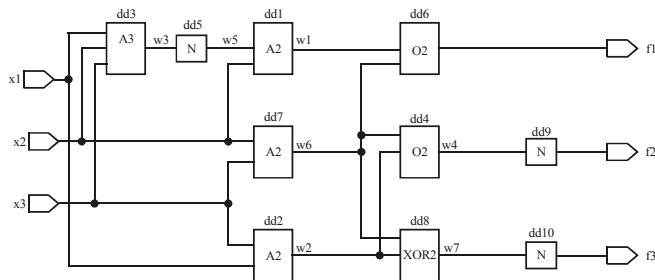 dd3 dd1 dd6
dd5
A3 w3 N w5 A2 w1 O2 f1
x1
dd7 dd4
dd9
x2 A2 w6 O2 w4 N f2
x3
dd2 dd8
dd10
A2 w2 XOR2 w7 N f3